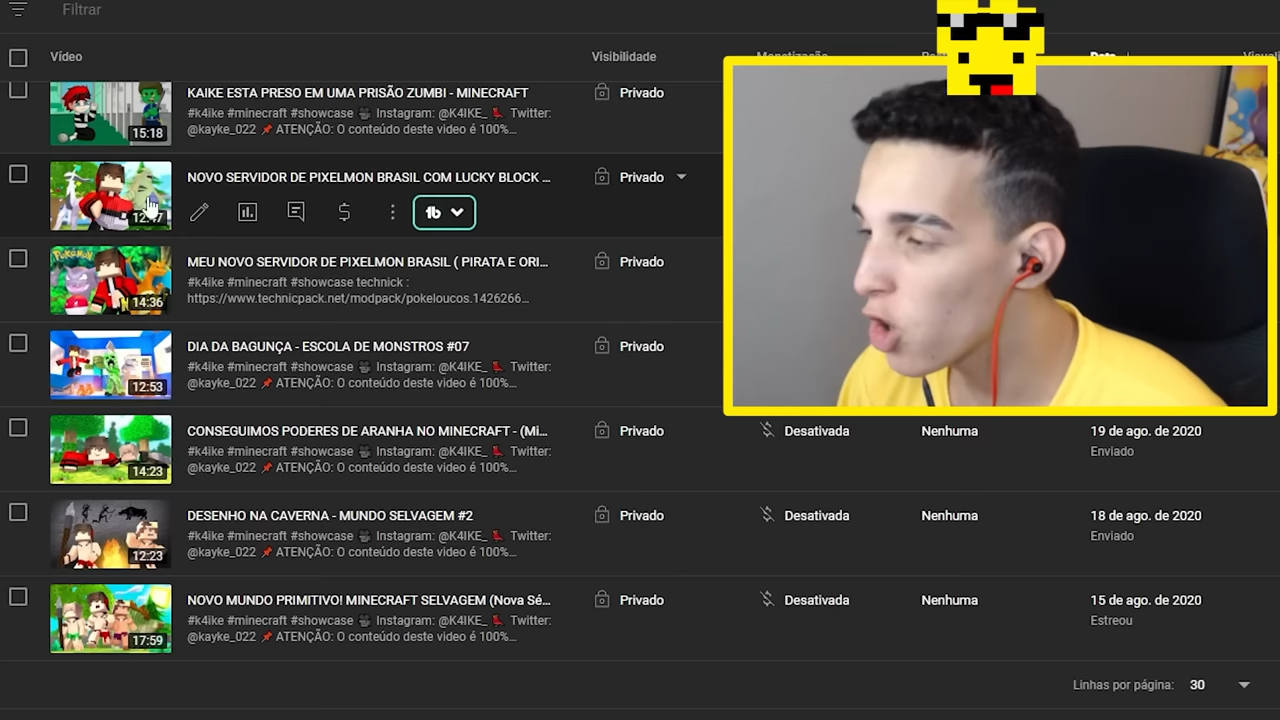 Filtrar
Vídeo
Visibilidade
KAIKE ESTA PRESO EM UMA PRISÃO ZUMBI - MINECRAFT
#k4ike #minecraft #showcase Instagram: @K4IKE_ Twitter:
@kayke_022 ATENÇÃO: O conteúdo deste video é 100%...
15:18
Privado
NOVO SERVIDOR DE PIXELMON BRASIL COM LUCKY BLOCK ...
Privado
MEU NOVO SERVIDOR DE PIXELMON BRASIL ( PIRATA E ORI...
#k4ike #minecraft #showcase technick :
https://www.technicpack.net/modpack/pokeloucos.1426266...
POKéMON
14:36
Privado
DIA DA BAGUNÇA - ESCOLA DE MONSTROS #07
#k4ike #minecraft #showcase Instagram: @K4IKE_ Twitter:
@kayke_022 ATENÇÃO: O conteúdo deste video é 100%...
12:53
Privado
CONSEGUIMOS PODERES DE ARANHA NO MINECRAFT - (Mi...
#k4ike #minecraft #showcase Instagram: @K4IKE_ Twitter:
@kayke_022 ATENÇÃO: O conteúdo deste video é 100%...
14:23
Privado
Desativada
Nenhuma
19 de ago. de 2020
Enviado
DESENHO NA CAVERNA - MUNDO SELVAGEM #2
#k4ike #minecraft #showcase Instagram: @K4IKE_ Twitter:
@kayke_022 ATENÇÃO: O conteúdo deste video é 100%...
12:23
Privado
Desativada
Nenhuma
18 de ago. de 2020
Enviado
NOVO MUNDO PRIMITIVO! MINECRAFT SELVAGEM (Nova Sé...
#k4ike #minecraft #showcase Instagram: @K4IKE_ Twitter:
@kayke_022 ATENÇÃO: O conteúdo deste video é 100%...
17:59
Privado
Desativada
Nenhuma
15 de ago. de 2020
Estreou
Linhas por página: 30